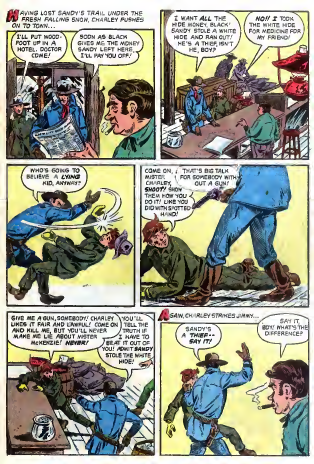 HAVING LOST SANDY'S TRAIL UNDER THE
FRESH FALLING SNOW, CHARLEY PUSHES
ON TO TOWN...
I'LL PUT WOOD-
FOOT UP IN A
HOTEL. DOCTOR
COME!
SOON AS BLACK
GIVES ME THE MONEY
SANDY LEFT HERE,
I'LL PAY YOU OFF!
I WANT ALL THE
HIDE MONEY, BLACK!
SANDY STOLE A WHITE
HIDE AND RAN OUT!
HE'S A THIEF, ISN'T
HE, BOY?
NO! I TOOK
THE WHITE HIDE
FOR MEDICINE FOR
MY FRIEND!
WHO'S GOING TO
BELIEVE A LYING
KID, ANYWAY?
COME ON,
MISTER
CHARLEY,
SHOOT! SHOW
THEM HOW YOU
DO IT! LIKE YOU
DID WITH SPOTTED
HAND!
THAT'S BIG TALK
FOR SOMEBODY WITH
OUT A GUN!
GIVE ME A GUN, SOMEBODY! CHARLEY
LIKES IT FAIR AND LAWFUL! COME ON
AND KILL ME, BUT YOU'LL NEVER
MAKE ME LIE ABOUT MISTER
McKENZIE! NEVER!
YOU'LL
TELL THE
TRUTH IF
I HAVE TO
BEAT IT OUT OF
YOU! ADMIT SANDY
STOLE THE WHITE
HIDE!
AGAIN, CHARLEY STRIKES JIMMY...
SANDY'S
A THIEF--
SAY IT!
SAY IT,
BOY! WHAT'S THE
DIFFERENCE?